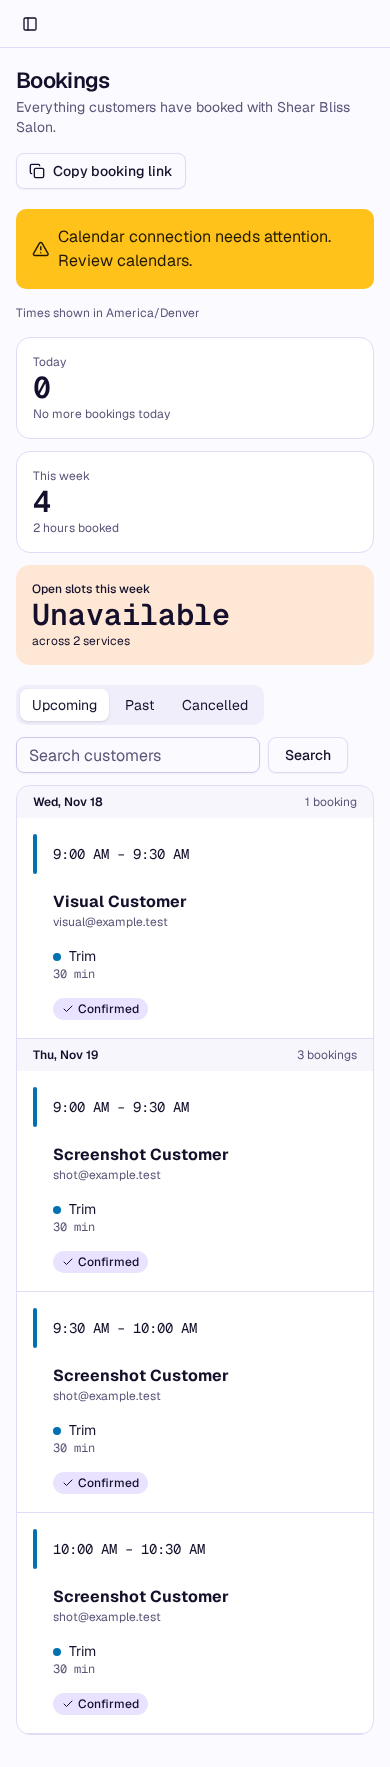 Bookings
Everything customers have booked with Shear Bliss
Salon.
Copy booking link
Calendar connection needs attention.
Review calendars.
Times shown in America/Denver
Today
0
No more bookings today
This week
4
2 hours booked
Open slots this week
Unavailable
across 2 services
Upcoming Past Cancelled
Search customers Search
Wed, Nov 18 1 booking
9:00 AM – 9:30 AM
Visual Customer
visual@example.test
Trim
30 min
Confirmed
Thu, Nov 19 3 bookings
9:00 AM – 9:30 AM
Screenshot Customer
shot@example.test
Trim
30 min
Confirmed
9:30 AM – 10:00 AM
Screenshot Customer
shot@example.test
Trim
30 min
Confirmed
10:00 AM – 10:30 AM
Screenshot Customer
shot@example.test
Trim
30 min
Confirmed